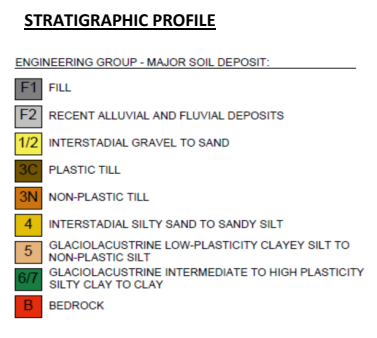 STRATIGRAPHIC PROFILE
ENGINEERING GROUP - MAJOR SOIL DEPOSIT:
F1 FILL
F2 RECENT ALLUVIAL AND FLUVIAL DEPOSITS
1/2 INTERSTADIAL GRAVEL TO SAND
3C PLASTIC TILL
3N NON-PLASTIC TILL
4 INTERSTADIAL SILTY SAND TO SANDY SILT
5 GLACIOLACUSTRINE LOW-PLASTICITY CLAYEY SILT TO
NON-PLASTIC SILT
6/7 GLACIOLACUSTRINE INTERMEDIATE TO HIGH PLASTICITY
SILTY CLAY TO CLAY
B BEDROCK